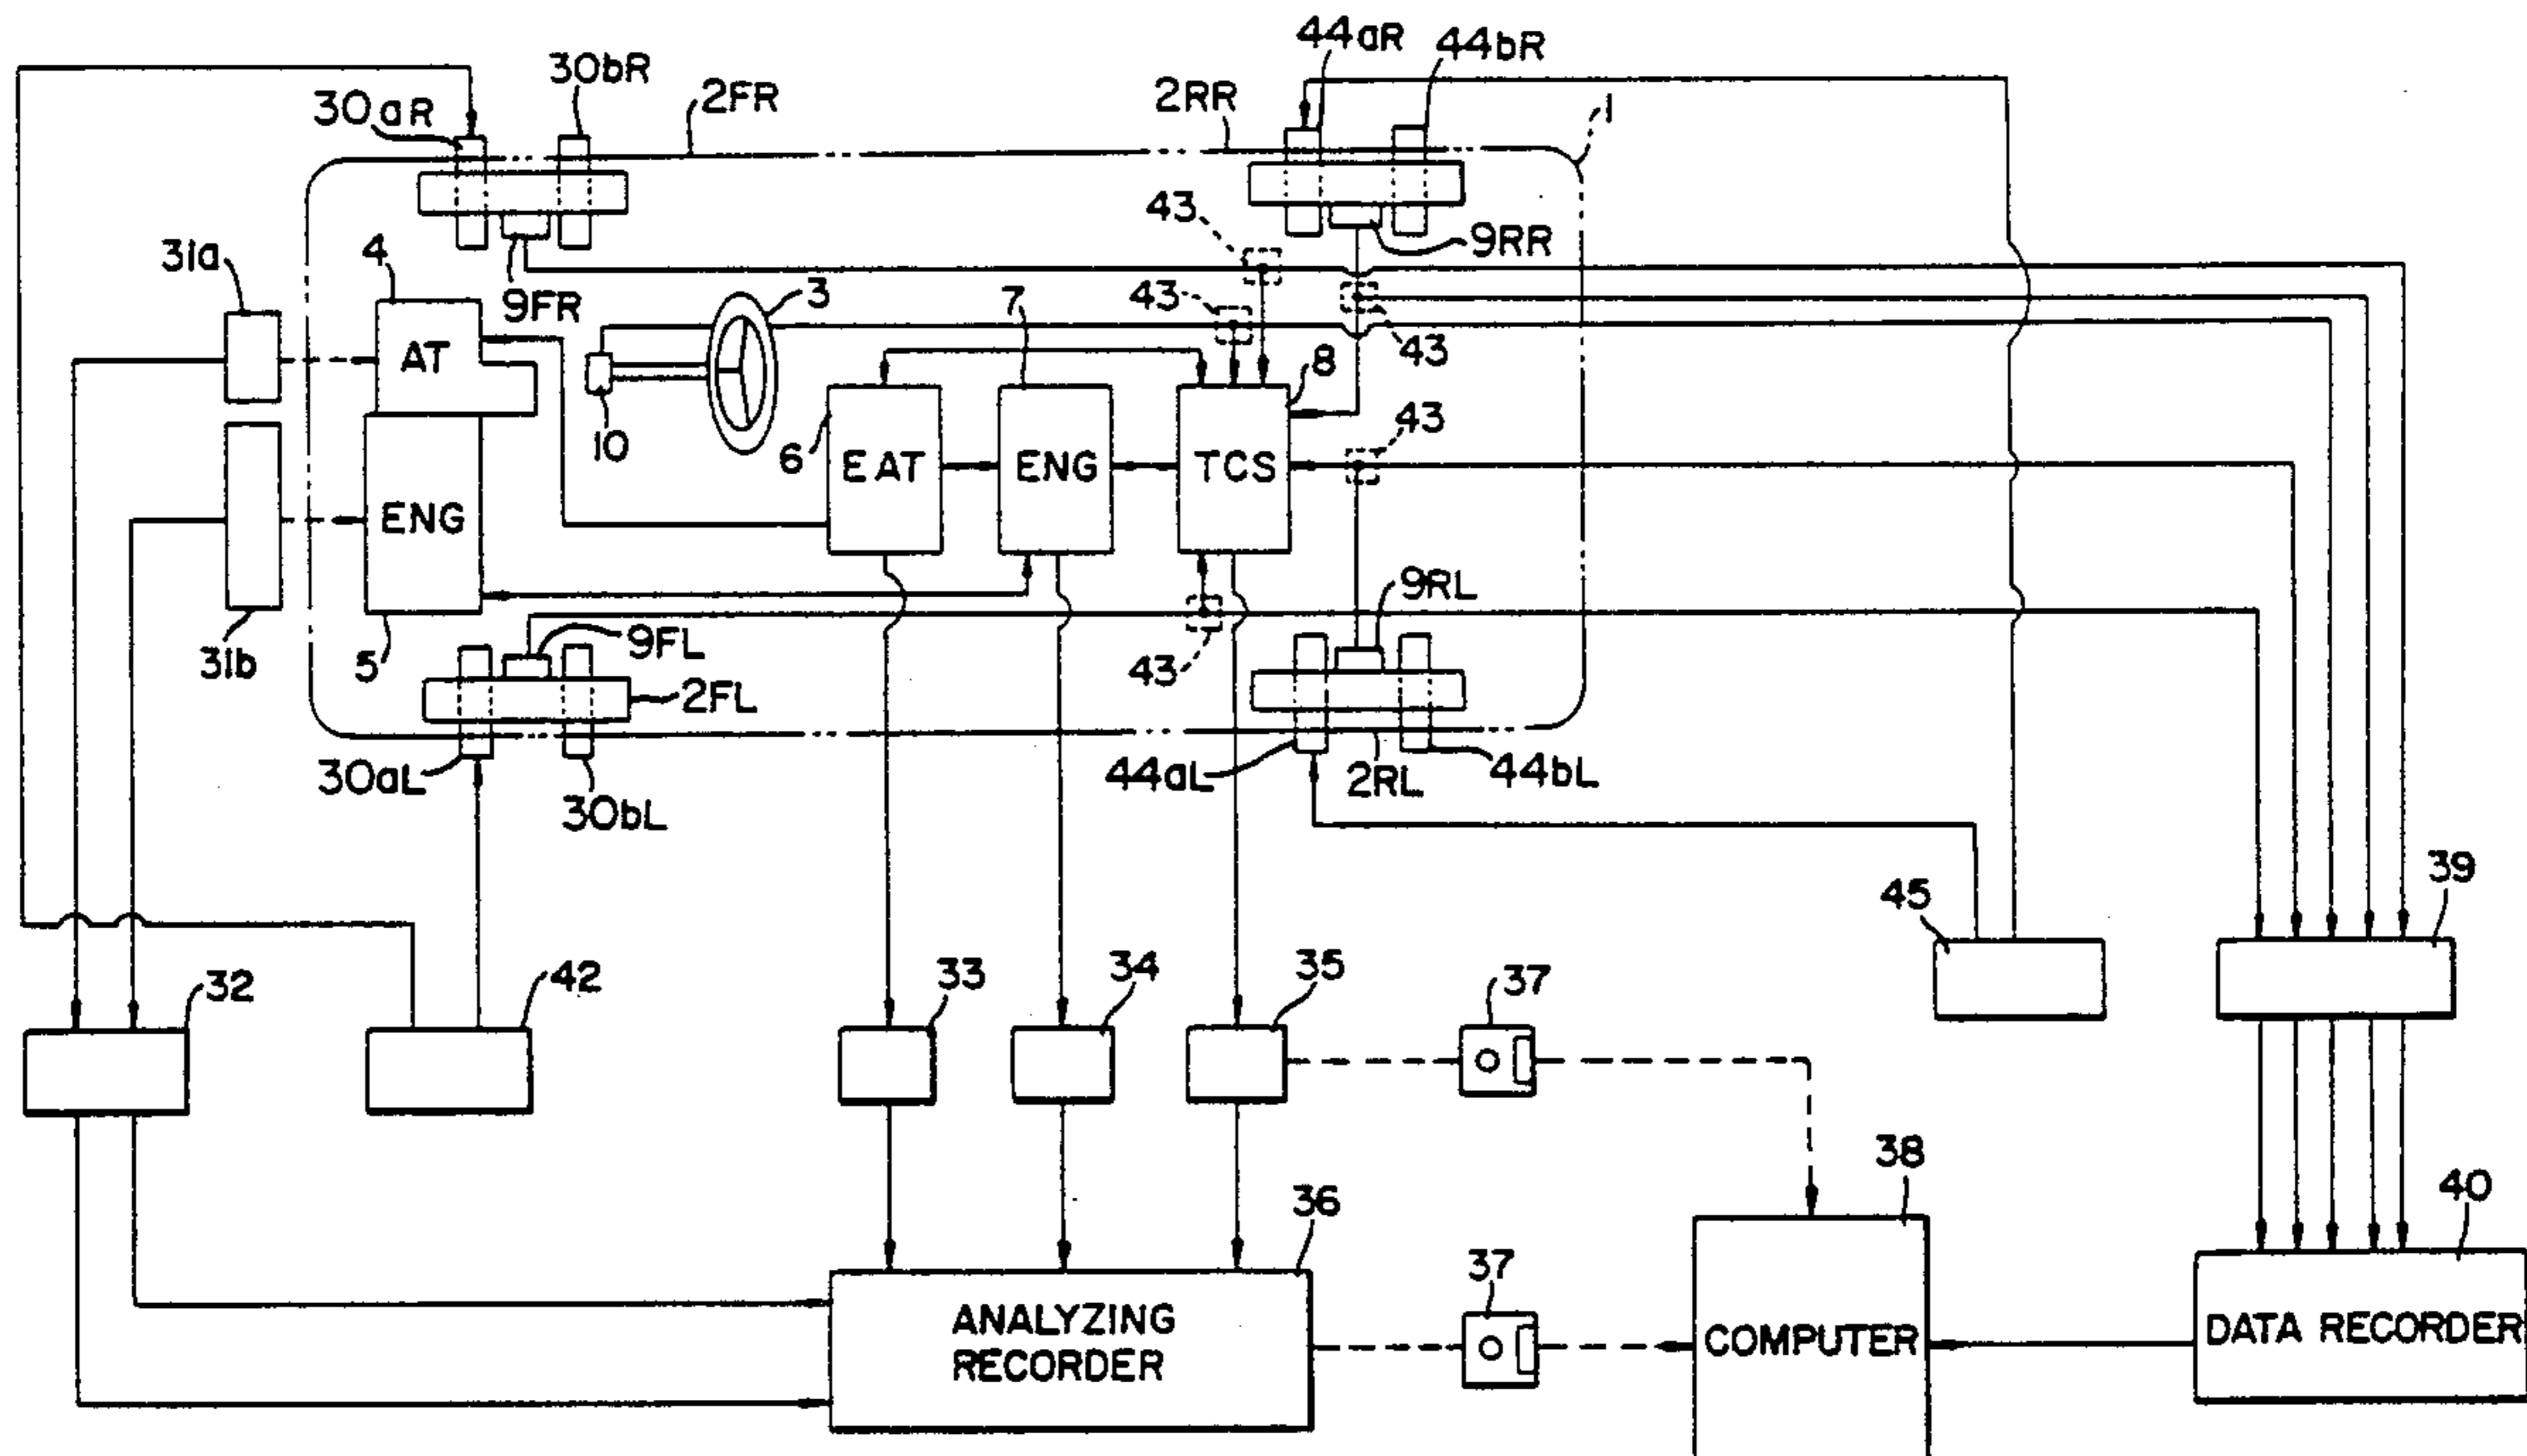 44aR
44bR
30bR
2FR
2RR
1
30aR
43
9RR
31a
4
9FR
43
3
7
43
8
AT
10
6
EAT
ENG
TCS
43
ENG
9RL
31b
5
9FL
43
2FL
30aL
30bL
44aL
2RL
44bL
39
45
32
42
33
34
35
37
38
36
40
37
ANALYZING
RECORDER
COMPUTER
DATA RECORDER